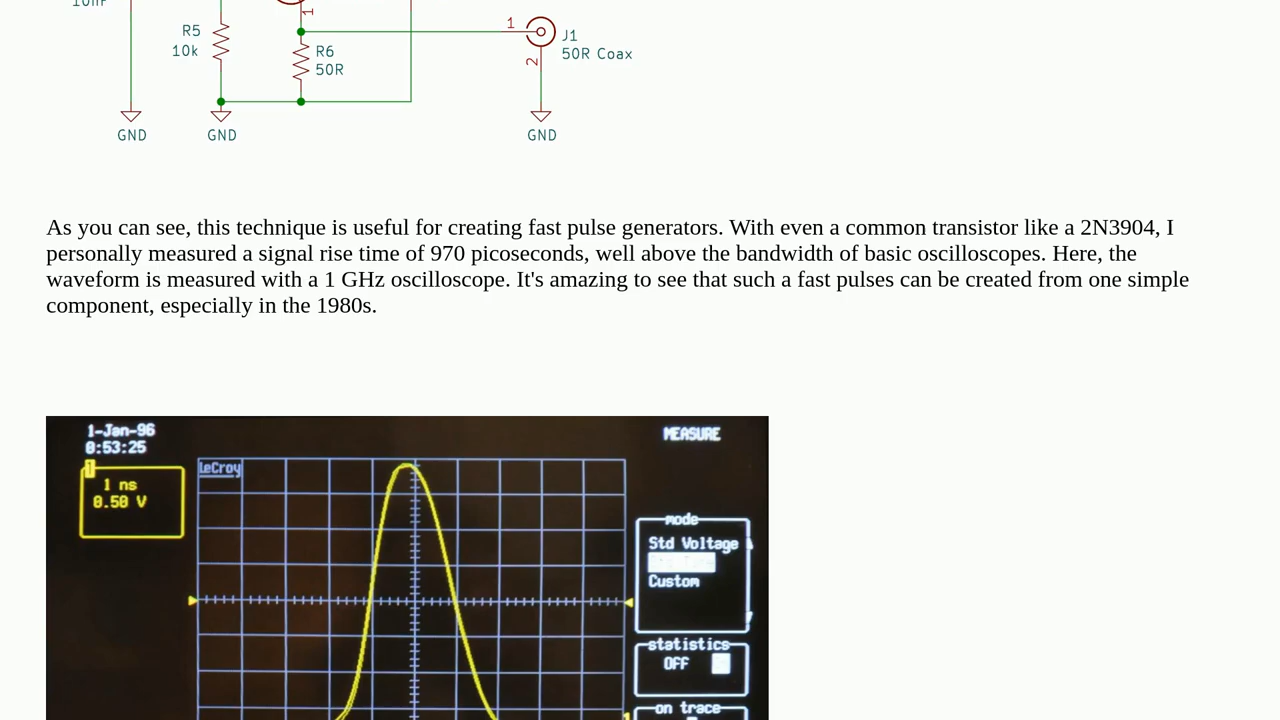 R5
10k
R6
50R
1
1
2
J1
50R Coax
GND
GND
GND
As you can see, this technique is useful for creating fast pulse generators. With even a common transistor like a 2N3904, I
personally measured a signal rise time of 970 picoseconds, well above the bandwidth of basic oscilloscopes. Here, the
waveform is measured with a 1 GHz oscilloscope. It's amazing to see that such a fast pulses can be created from one simple
component, especially in the 1980s.
1-Jan-96
0:53:25
MEASURE
1
1 ns
0.50 V
LeCroy
mode
Std Voltage
Custom
statistics
OFF
on trace
1